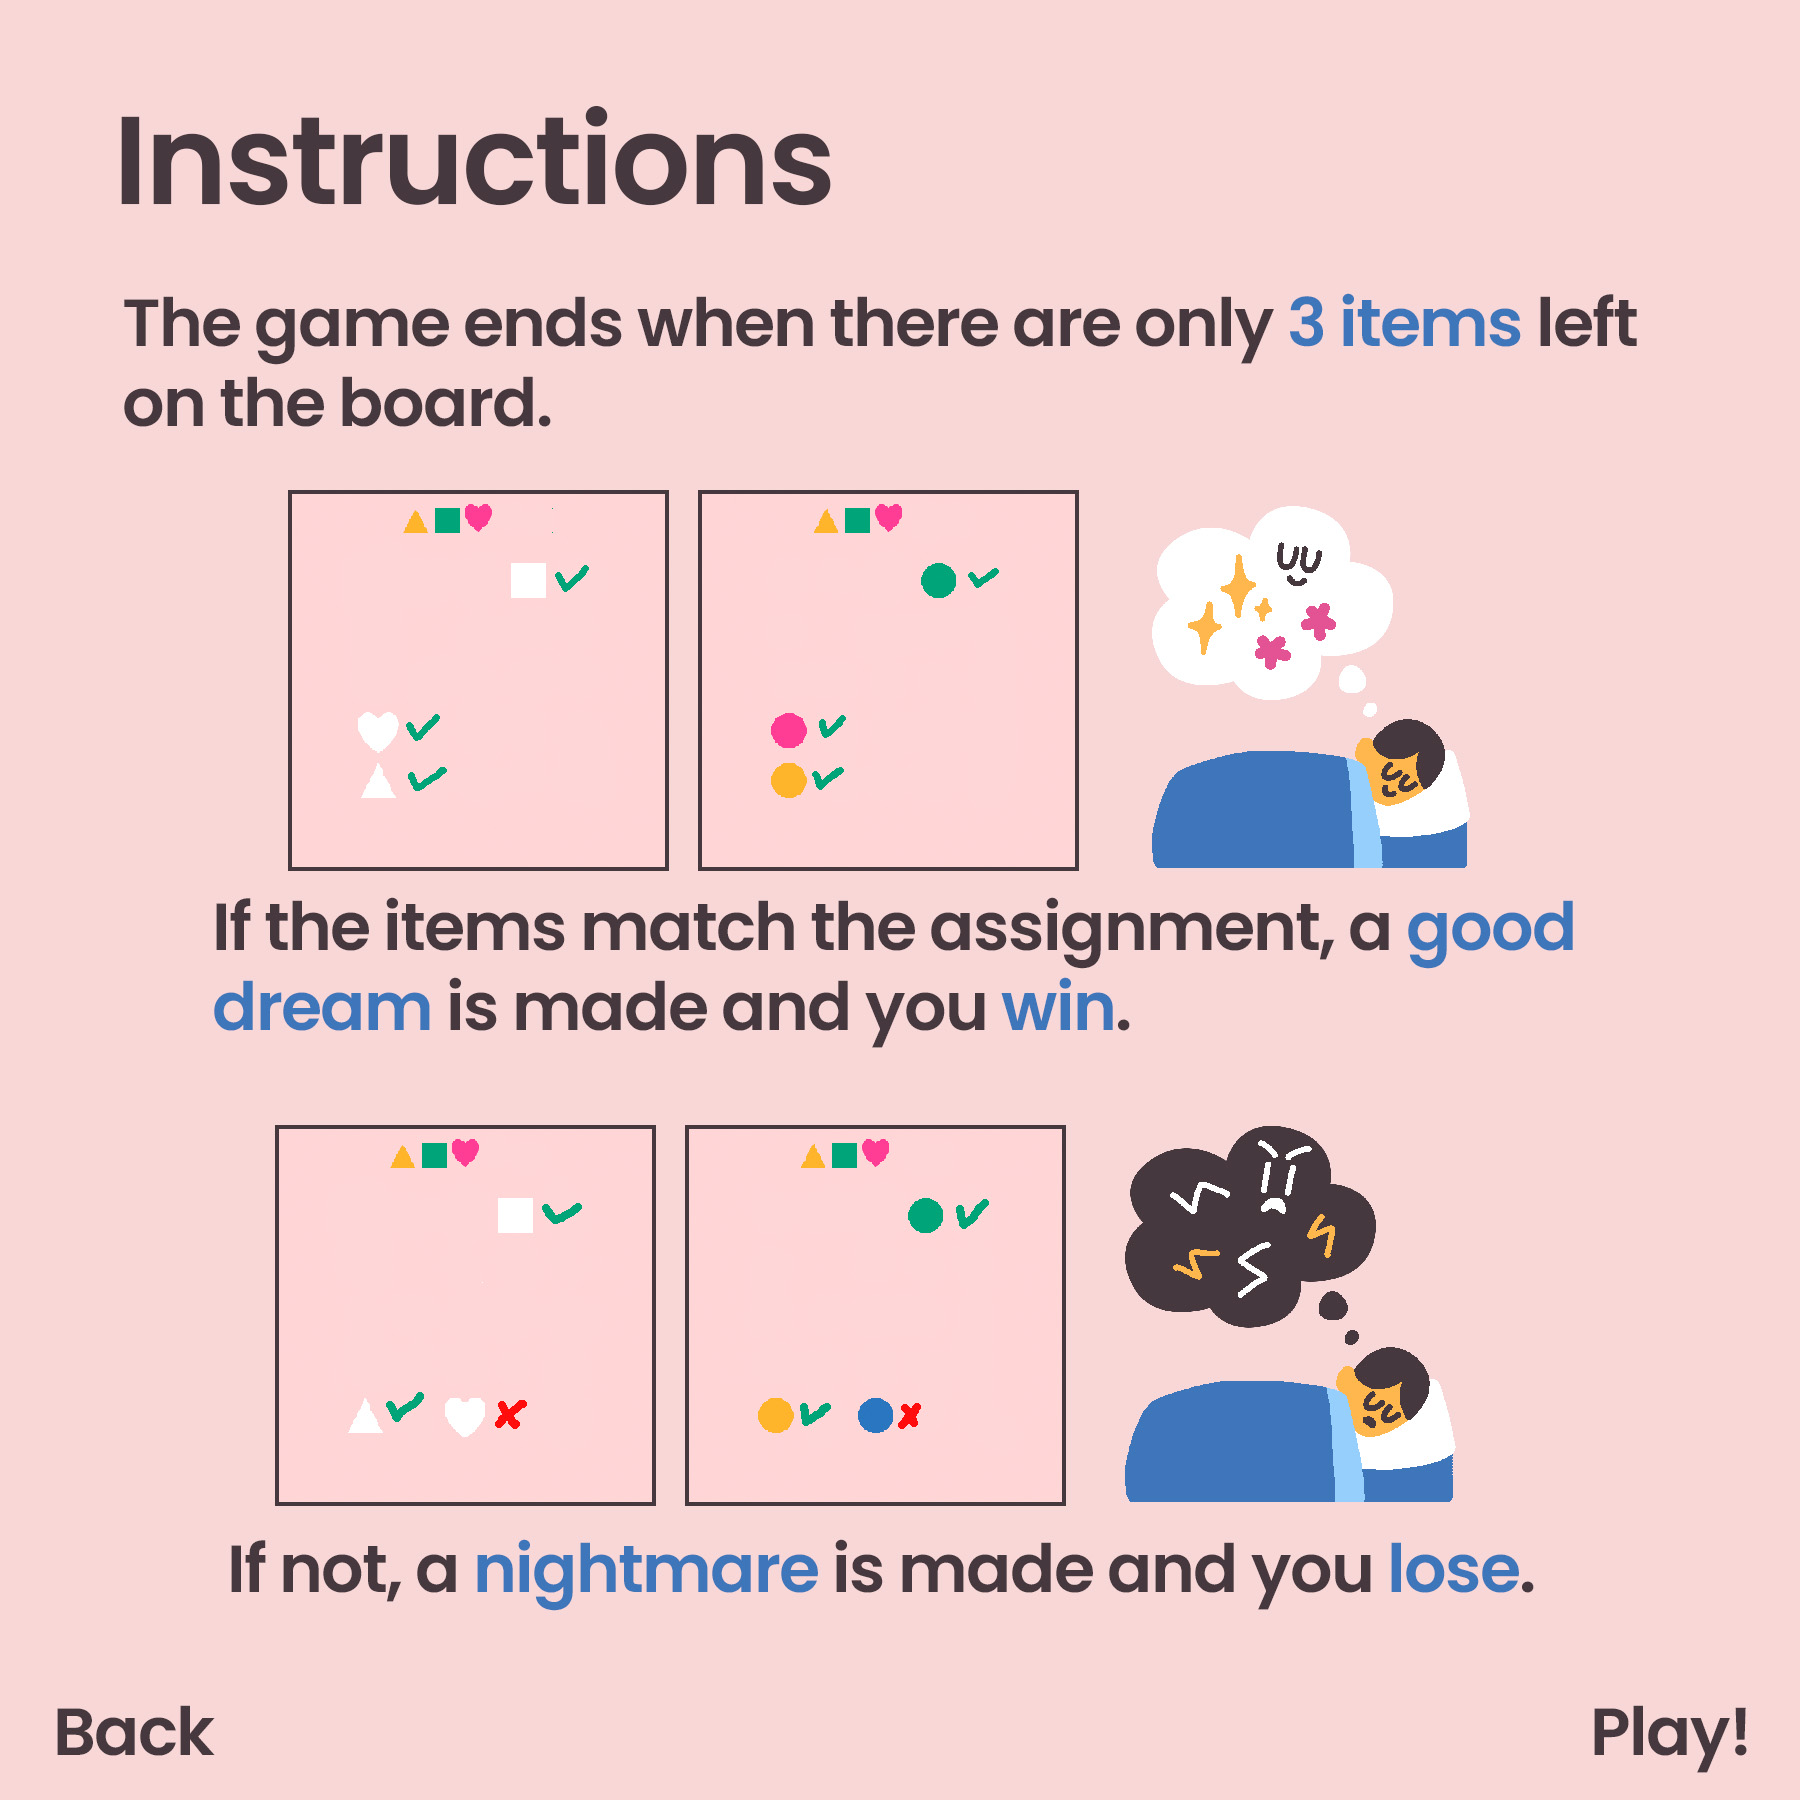 Instructions
The game ends when there are only 3 items left
on the board.
If the items match the assignment, a good
dream is made and you win.
If not, a nightmare is made and you lose.
Back
Play!